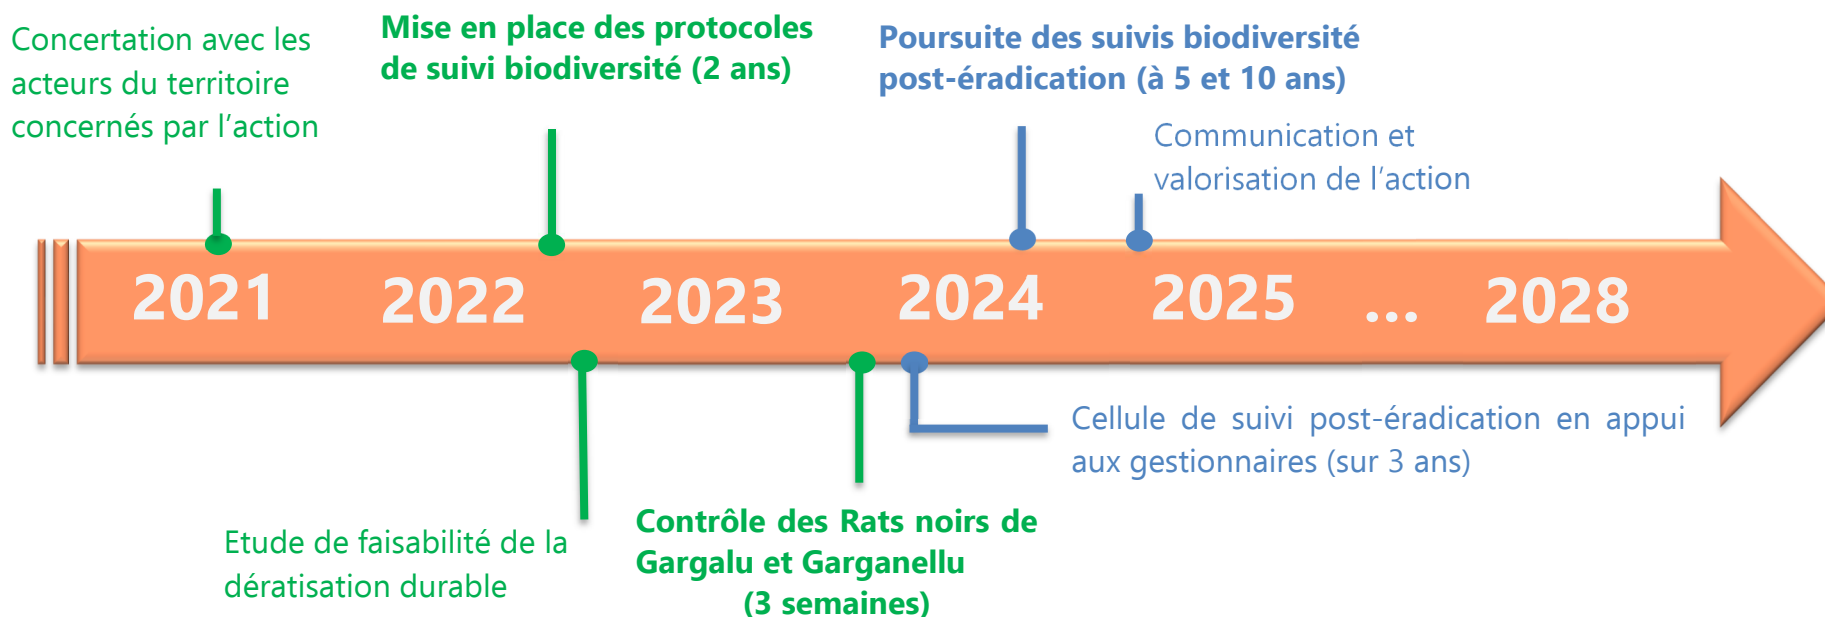 Concertation avec les
acteurs du territoire
concernés par l’action
Mise en place des protocoles
de suivi biodiversité (2 ans)
Poursuite des suivis biodiversité
post-éradication (à 5 et 10 ans)
Communication et
valorisation de l’action
2021 2022 2023 2024 2025 ... 2028
Etude de faisabilité de la
dératisation durable
Contrôle des Rats noirs de
Gargalu et Garganellu
(3 semaines)
Cellule de suivi post-éradication en appui
aux gestionnaires (sur 3 ans)